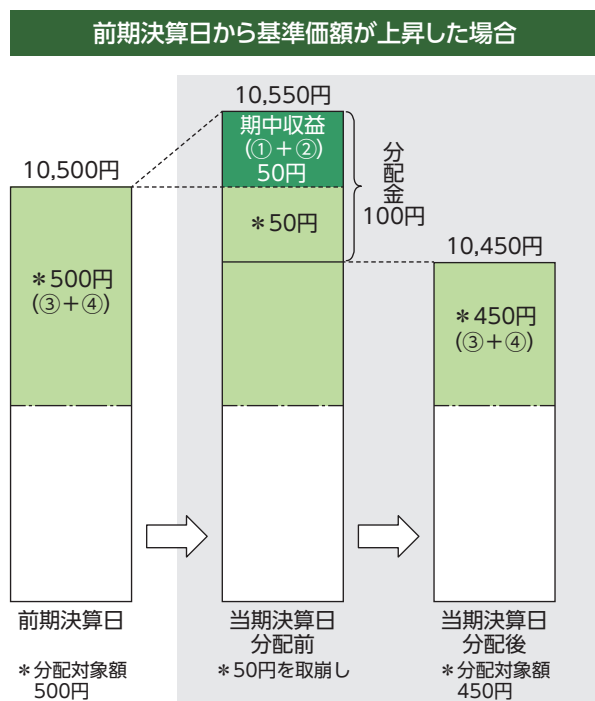 前期決算日から基準価額が上昇した場合
10,500円
＊500円
(③＋④)
前期決算日
＊分配対象額
500円
10,550円
期中収益
(①＋②)
50円
＊50円
分配金
100円
当期決算日
分配前
＊50円を取崩し
10,450円
＊450円
(③＋④)
当期決算日
分配後
＊分配対象額
450円